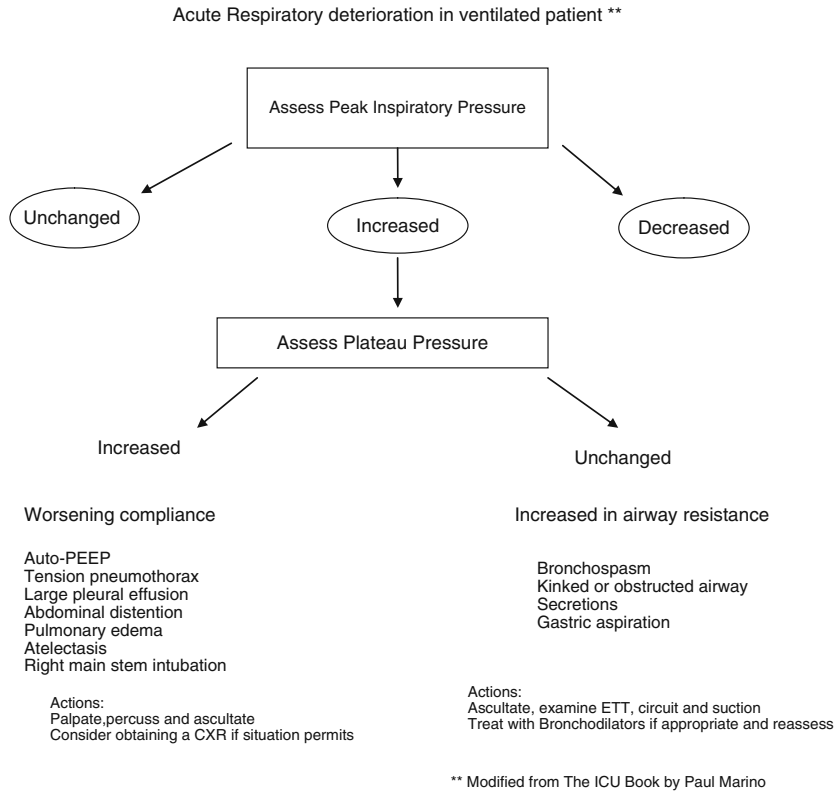 Acute Respiratory deterioration in ventilated patient **
Assess Peak Inspiratory Pressure
Unchanged
Increased
Decreased
Assess Plateau Pressure
Increased
Unchanged
Worsening compliance
Auto-PEEP
Tension pneumothorax
Large pleural effusion
Abdominal distention
Pulmonary edema
Atelectasis
Right main stem intubation
Actions:
Palpate,percuss and ascultate
Consider obtaining a CXR if situation permits
Increased in airway resistance
Bronchospasm
Kinked or obstructed airway
Secretions
Gastric aspiration
Actions:
Ascultate, examine ETT, circuit and suction
Treat with Bronchodilators if appropriate and reassess
** Modified from The ICU Book by Paul Marino